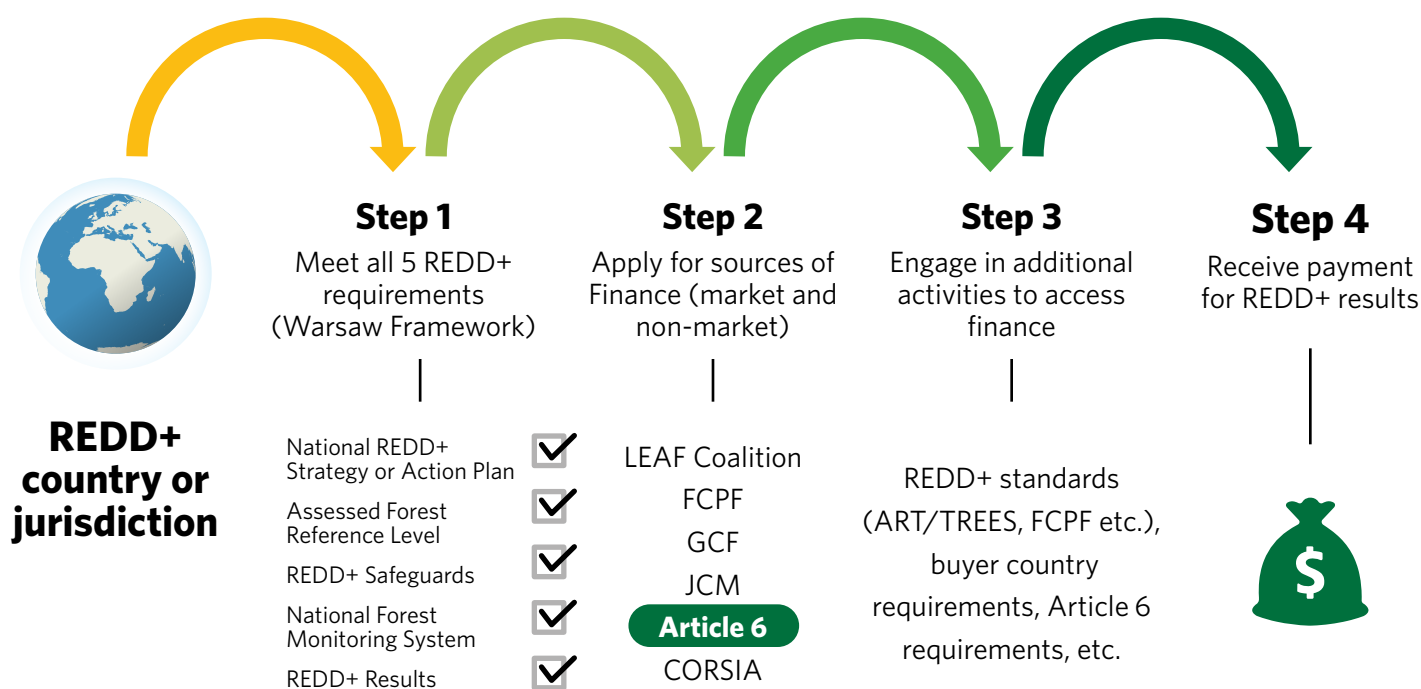 REDD+
country or
jurisdiction
Step 1
Meet all 5 REDD+
requirements
(Warsaw Framework)
National REDD+
Strategy or Action Plan
Assessed Forest
Reference Level
REDD+ Safeguards
National Forest
Monitoring System
REDD+ Results
Step 2
Apply for sources of
Finance (market and
non-market)
LEAF Coalition
FCPF
GCF
JCM
Article 6
CORSIA
Step 3
Engage in additional
activities to access
finance
REDD+ standards
(ART/TREES, FCPF etc.),
buyer country
requirements, Article 6
requirements, etc.
Step 4
Receive payment
for REDD+ results
$